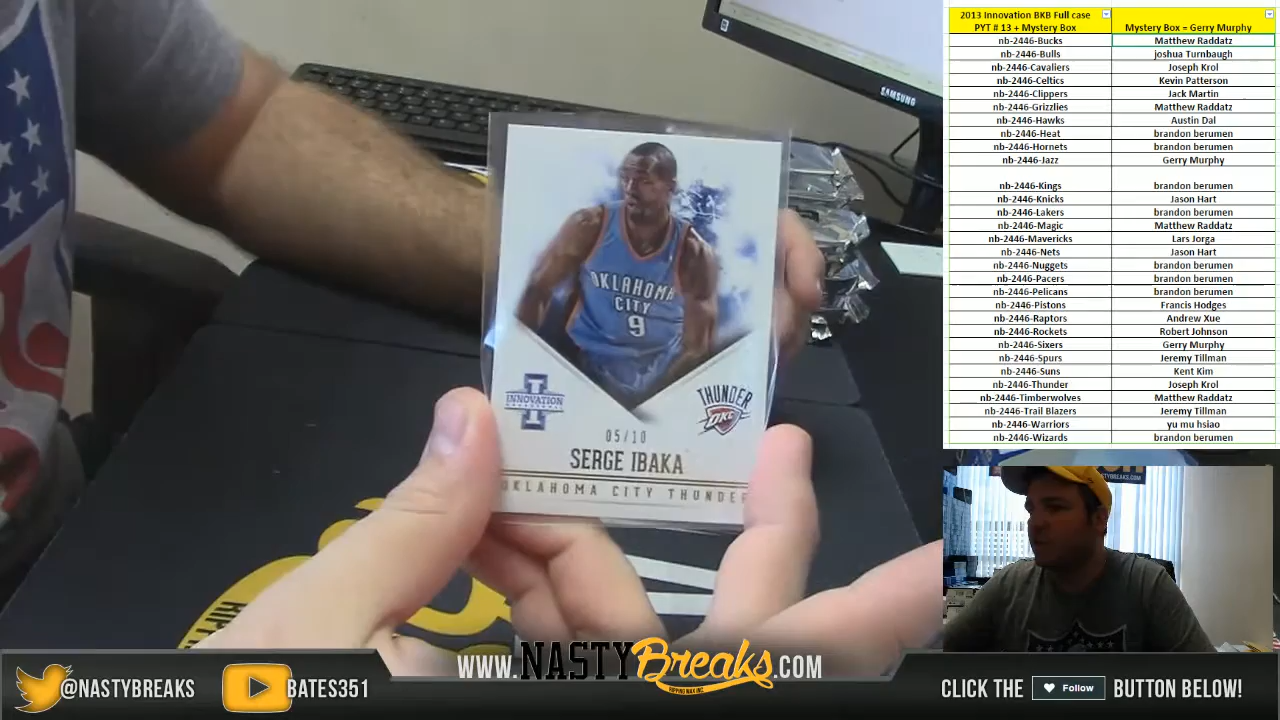 2013 Innovation BKB Full case
PYT # 13 + Mystery Box
Mystery Box = Gerry Murphy
nb-2446-Bucks Matthew Raddatz
nb-2446-Bulls joshua Turnbaugh
nb-2446-Cavaliers Joseph Krol
nb-2446-Celtics Kevin Patterson
nb-2446-Clippers Jack Martin
nb-2446-Grizzlies Matthew Raddatz
nb-2446-Hawks Austin Dal
nb-2446-Heat brandon berumen
nb-2446-Hornets brandon berumen
nb-2446-Jazz Gerry Murphy
nb-2446-Kings brandon berumen
nb-2446-Knicks Jason Hart
nb-2446-Lakers brandon berumen
nb-2446-Magic Matthew Raddatz
nb-2446-Mavericks Lars Jorga
nb-2446-Nets Jason Hart
nb-2446-Nuggets brandon berumen
nb-2446-Pacers brandon berumen
nb-2446-Pelicans brandon berumen
nb-2446-Pistons Francis Hodges
nb-2446-Raptors Andrew Xue
nb-2446-Rockets Robert Johnson
nb-2446-Sixers Gerry Murphy
nb-2446-Spurs Jeremy Tillman
nb-2446-Suns Kent Kim
nb-2446-Thunder Joseph Krol
nb-2446-Timberwolves Matthew Raddatz
nb-2446-Trail Blazers Jeremy Tillman
nb-2446-Warriors yu mu hsiao
nb-2446-Wizards brandon berumen
SAMSUNG
OKLAHOMA
CITY
9
I
INNOVATION
BASKETBALL
THUNDER
OKC
05/10
SERGE IBAKA
OKLAHOMA CITY THUNDER
@NASTYBREAKS
BATES351
WWW.NASTYBreaks.COM
RIPPING WAX INC
CLICK THE Follow BUTTON BELOW!